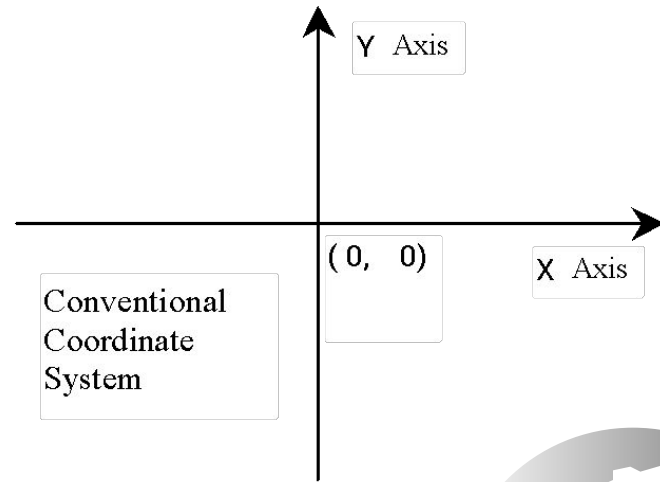 Y Axis
(0, 0)
X Axis
Conventional
Coordinate
System